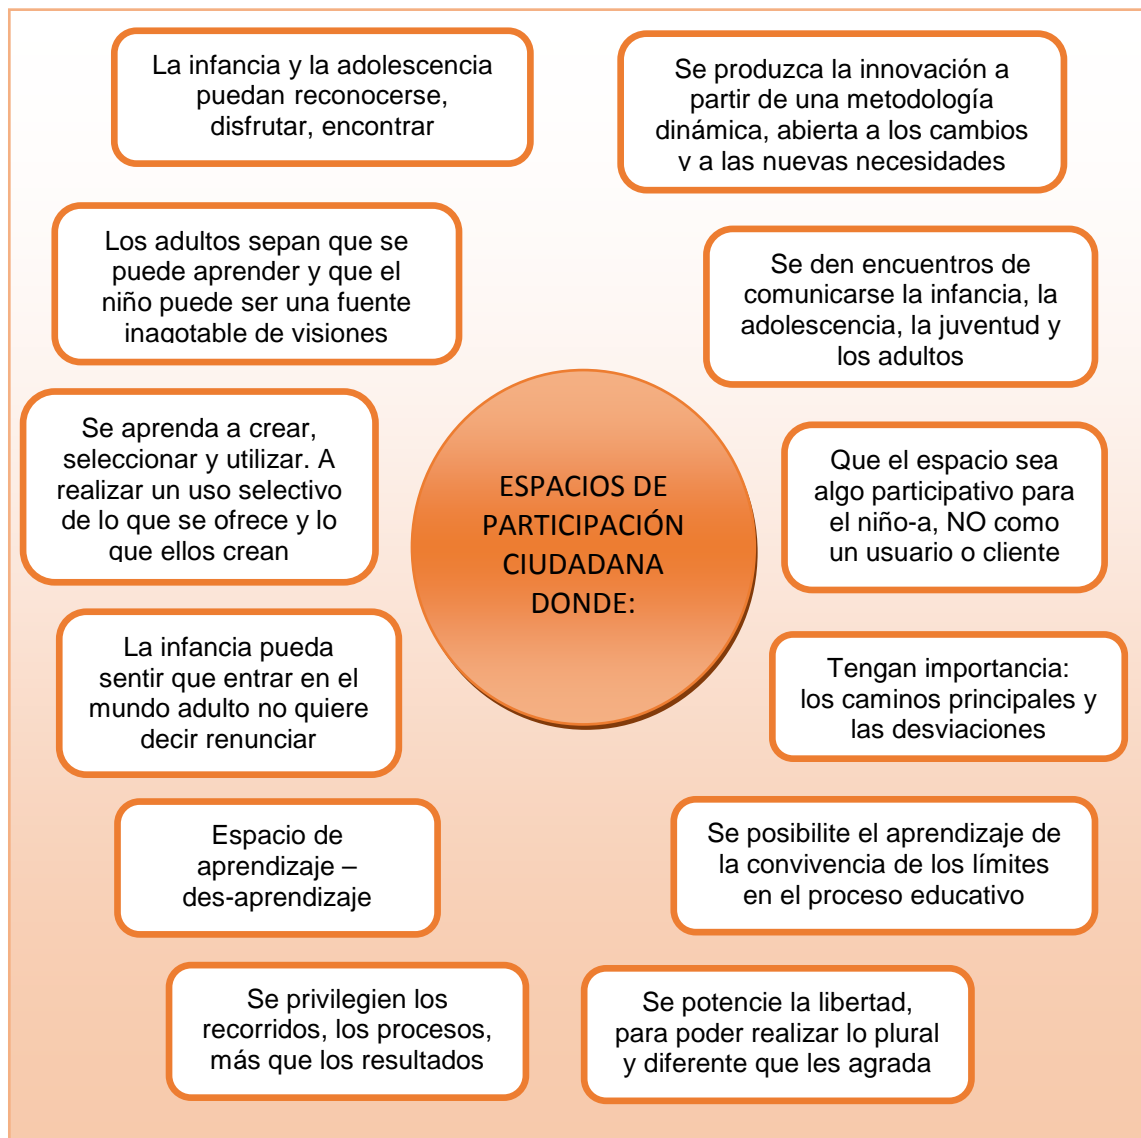 La infancia y la adolescencia
puedan reconocerse,
disfrutar, encontrar
Se produzca la innovación a
partir de una metodología
dinámica, abierta a los cambios
y a las nuevas necesidades
Los adultos sepan que se
puede aprender y que el
niño puede ser una fuente
inagotable de visiones
Se den encuentros de
comunicarse la infancia, la
adolescencia, la juventud y
los adultos
Se aprenda a crear,
seleccionar y utilizar. A
realizar un uso selectivo
de lo que se ofrece y lo
que ellos crean
ESPACIOS DE
PARTICIPACIÓN
CIUDADANA
DONDE:
Que el espacio sea
algo participativo para
el niño-a, NO como
un usuario o cliente
La infancia pueda
sentir que entrar en el
mundo adulto no quiere
decir renunciar
Tengan importancia:
los caminos principales y
las desviaciones
Espacio de
aprendizaje –
des-aprendizaje
Se posibilite el aprendizaje de
la convivencia de los límites
en el proceso educativo
Se privilegien los
recorridos, los procesos,
más que los resultados
Se potencie la libertad,
para poder realizar lo plural
y diferente que les agrada